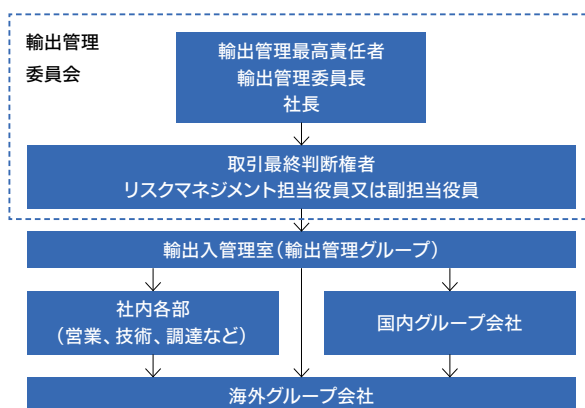 輸出管理
委員会
輸出管理最高責任者
輸出管理委員長
社長
取引最終判断権者
リスクマネジメント担当役員又は副担当役員
輸出入管理室(輸出管理グループ)
社内各部
(営業、技術、調達など)
国内グループ会社
海外グループ会社